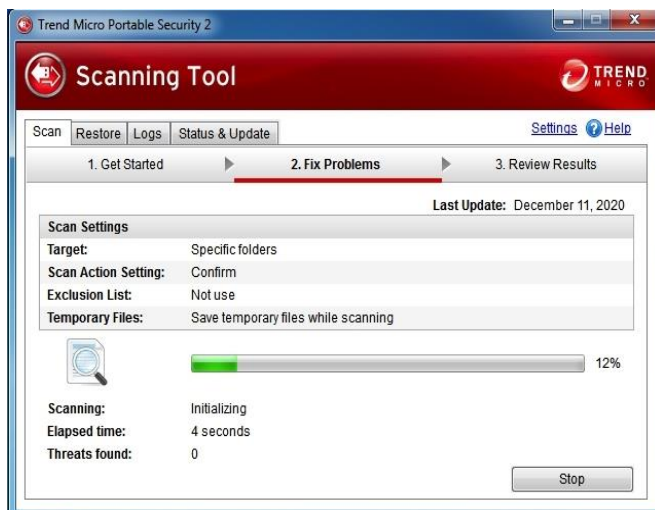 Trend Micro Portable Security 2
Scanning Tool
TREND
MICRO
Scan Restore Logs Status & Update Settings Help
1. Get Started 2. Fix Problems 3. Review Results
Last Update: December 11, 2020
Scan Settings
Target: Specific folders
Scan Action Setting: Confirm
Exclusion List: Not use
Temporary Files: Save temporary files while scanning
12%
Scanning: Initializing
Elapsed time: 4 seconds
Threats found: 0
Stop